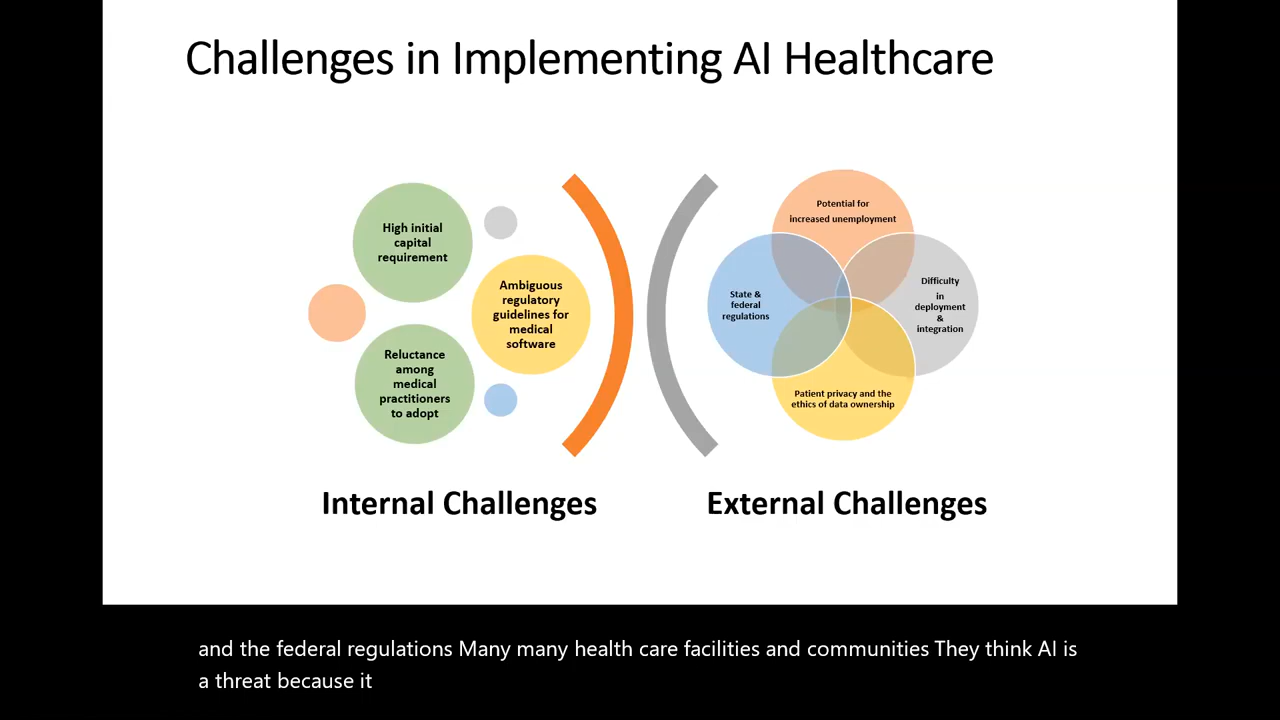 Challenges in Implementing AI Healthcare
High initial
capital
requirement
Ambiguous
regulatory
guidelines for
medical
software
Reluctance
among
medical
practitioners
to adopt
Internal Challenges
Potential for
increased unemployment
State &
federal
regulations
Difficulty
in
deployment
&
integration
Patient privacy and the
ethics of data ownership
External Challenges
and the federal regulations Many many health care facilities and communities They think AI is
a threat because it